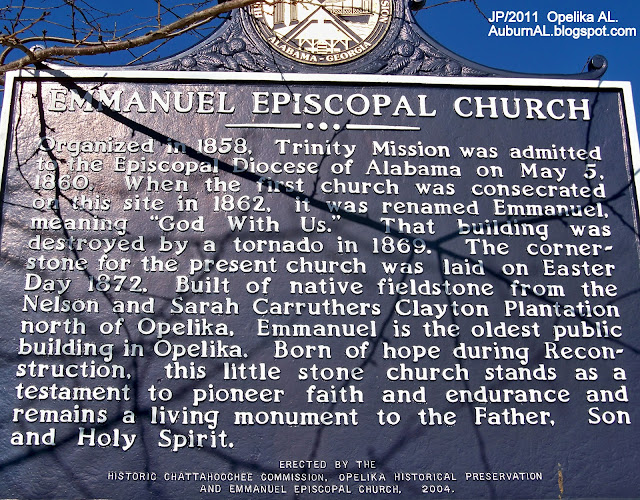 JP/2011 Opelika AL.
AuburnAL.blogspot.com
ALABAMA-GEORGIA
EMMANUEL EPISCOPAL CHURCH
Organized in 1858, Trinity Mission was admitted
to the Episcopal Diocese of Alabama on May 5,
1860. When the first church was consecrated
on this site in 1862, it was renamed Emmanuel,
meaning "God With Us." That building was
destroyed by a tornado in 1869. The corner-
stone for the present church was laid on Easter
Day 1872. Built of native fieldstone from the
Nelson and Sarah Carruthers Clayton Plantation
north of Opelika, Emmanuel is the oldest public
building in Opelika. Born of hope during Recon-
struction, this little stone church stands as a
testament to pioneer faith and endurance and
remains a living monument to the Father, Son
and Holy Spirit.
ERECTED BY THE
HISTORIC CHATTAHOOCHEE COMMISSION, OPELIKA HISTORICAL PRESERVATION
AND EMMANUEL EPISCOPAL CHURCH, 2004.